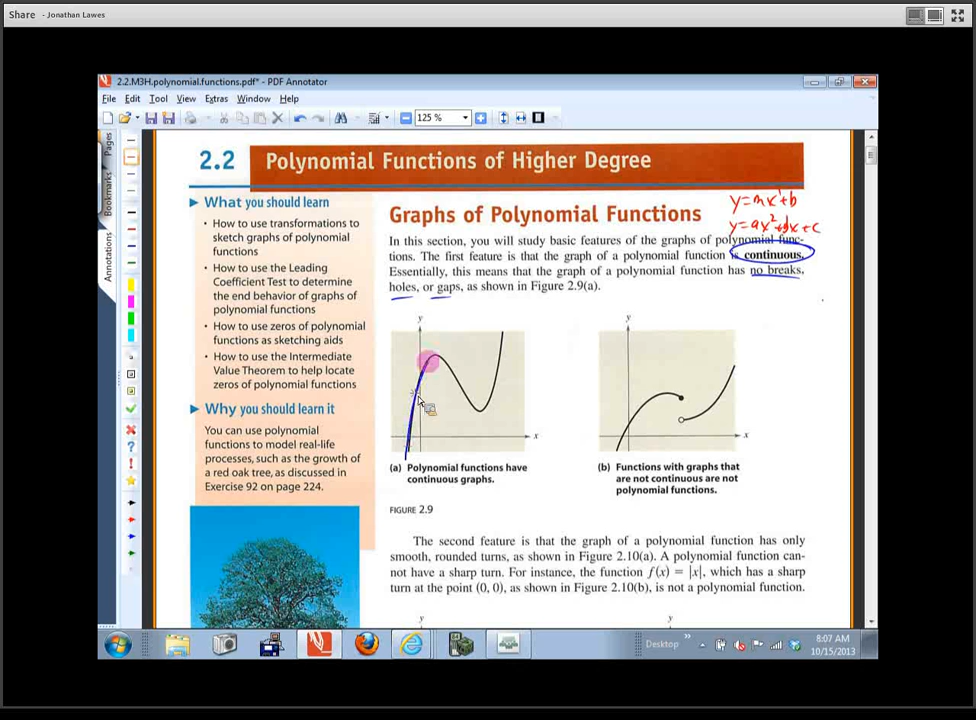 Share - Jonathan Lawes
2.2.M3H.polynomial.functions.pdf* - PDF Annotator
File Edit Tool View Extras Window Help
125 %
Pages
Bookmarks
Annotations
2.2 Polynomial Functions of Higher Degree
What you should learn
• How to use transformations to
sketch graphs of polynomial
functions
• How to use the Leading
Coefficient Test to determine
the end behavior of graphs of
polynomial functions
• How to use zeros of polynomial
functions as sketching aids
• How to use the Intermediate
Value Theorem to help locate
zeros of polynomial functions
Why you should learn it
You can use polynomial
functions to model real-life
processes, such as the growth of
a red oak tree, as discussed in
Exercise 92 on page 224.
y=mx¹+b
y=ax²+bx+c
Graphs of Polynomial Functions
In this section, you will study basic features of the graphs of polynomial func-
tions. The first feature is that the graph of a polynomial function is continuous.
Essentially, this means that the graph of a polynomial function has no breaks,
holes, or gaps, as shown in Figure 2.9(a).
y
x
y
x
(a) Polynomial functions have
continuous graphs.
(b) Functions with graphs that
are not continuous are not
polynomial functions.
FIGURE 2.9
The second feature is that the graph of a polynomial function has only
smooth, rounded turns, as shown in Figure 2.10(a). A polynomial function can-
not have a sharp turn. For instance, the function f(x) = |x|, which has a sharp
turn at the point (0, 0), as shown in Figure 2.10(b), is not a polynomial function.
y
y
Desktop
8:07 AM
10/15/2013